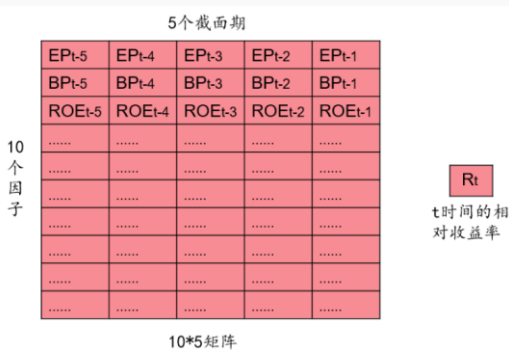 5个截面期
EPt-5 EPt-4 EPt-3 EPt-2 EPt-1
BPt-5 BPt-4 BPt-3 BPt-2 BPt-1
ROEt-5 ROEt-4 ROEt-3 ROEt-2 ROEt-1
...... ...... ...... ...... ......
...... ...... ...... ...... ......
...... ...... ...... ...... ......
...... ...... ...... ...... ......
...... ...... ...... ...... ......
...... ...... ...... ...... ......
...... ...... ...... ...... ......
10
个
因
子
Rt
t时间的相
对收益率
10*5矩阵